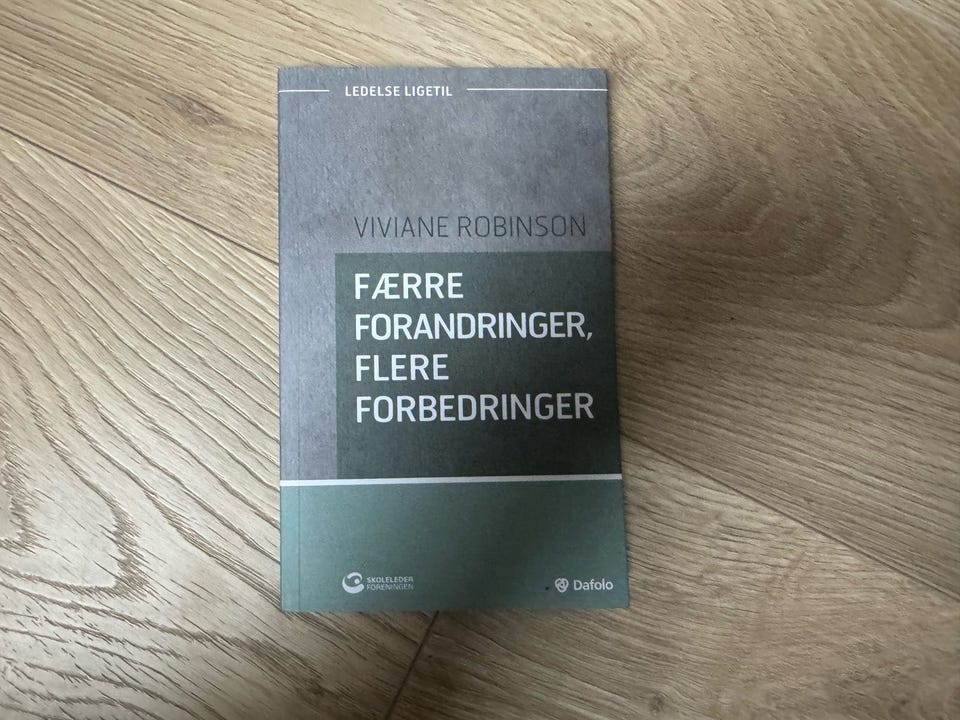 LEDELSE LIGETIL
VIVIANE ROBINSON
FÆRRE
FORANDRINGER,
FLERE
FORBEDRINGER
SKOLELEDER
FORENINGEN
Dafolo